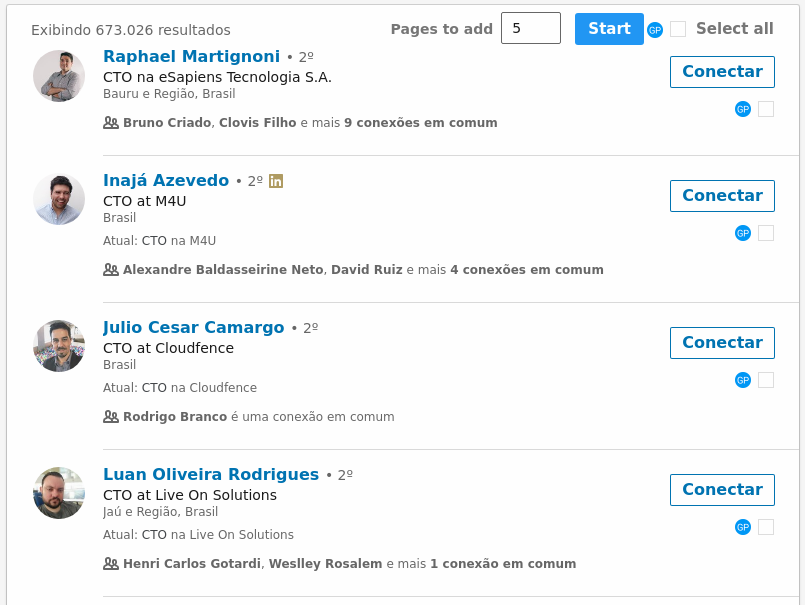 Exibindo 673.026 resultados Pages to add 5 Start GP Select all
Raphael Martignoni • 2º
CTO na eSapiens Tecnologia S.A. Conectar
Bauru e Região, Brasil
GP
Bruno Criado, Clovis Filho e mais 9 conexões em comum
Inajá Azevedo • 2º in
CTO at M4U Conectar
Brasil
Atual: CTO na M4U GP
Alexandre Baldasseirine Neto, David Ruiz e mais 4 conexões em comum
Julio Cesar Camargo • 2º
CTO at Cloudfence Conectar
Brasil
Atual: CTO na Cloudfence GP
Rodrigo Branco é uma conexão em comum
Luan Oliveira Rodrigues • 2º
CTO at Live On Solutions Conectar
Jaú e Região, Brasil
Atual: CTO na Live On Solutions GP
Henri Carlos Gotardi, Weslley Rosalem e mais 1 conexão em comum